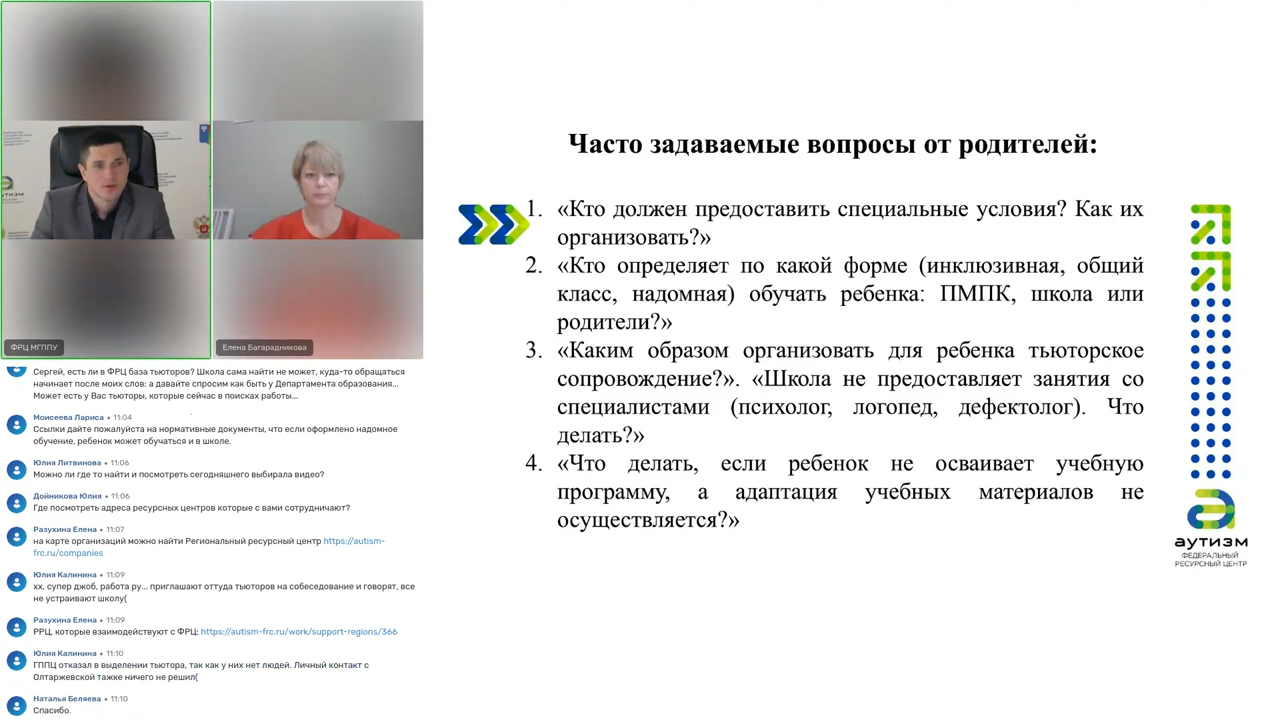 ФРЦ МГППУ
Елена Багарадникова
Сергей, есть ли в ФРЦ база тьюторов? Школа сама найти не может, куда-то обращаться
начинает после моих слов: а давайте спросим как быть у Департамента образования...
Может есть у Вас тьюторы, которые сейчас в поисках работы...
Моисеева Лариса • 11:04
Ссылки дайте пожалуйста на нормативные документы, что если оформлено надомное
обучение, ребенок может обучаться и в школе.
Юлия Литвинова • 11:06
Можно ли где то найти и посмотреть сегодняшнего выбирала видео?
Дойникова Юлия • 11:06
Где посмотреть адреса ресурсных центров которые с вами сотрудничают?
Разухина Елена • 11:07
на карте организаций можно найти Региональный ресурсный центр https://autism-
frc.ru/companies
Юлия Калинина • 11:09
хх, супер джоб, работа ру... приглашают оттуда тьюторов на собеседование и говорят, все
не устраивают школу(
Разухина Елена • 11:09
РРЦ, которые взаимодействуют с ФРЦ: https://autism-frc.ru/work/support-regions/366
Юлия Калинина • 11:10
ГППЦ отказал в выделении тьютора, так как у них нет людей. Личный контакт с
Олтаржевской тажке ничего не решил(
Наталья Беляева • 11:10
Спасибо.
Часто задаваемые вопросы от родителей:
1. «Кто должен предоставить специальные условия? Как их
организовать?»
2. «Кто определяет по какой форме (инклюзивная, общий
класс, надомная) обучать ребенка: ПМПК, школа или
родители?»
3. «Каким образом организовать для ребенка тьюторское
сопровождение?». «Школа не предоставляет занятия со
специалистами (психолог, логопед, дефектолог). Что
делать?»
4. «Что делать, если ребенок не осваивает учебную
программу, а адаптация учебных материалов не
осуществляется?»
аутизм
ФЕДЕРАЛЬНЫЙ
РЕСУРСНЫЙ ЦЕНТР